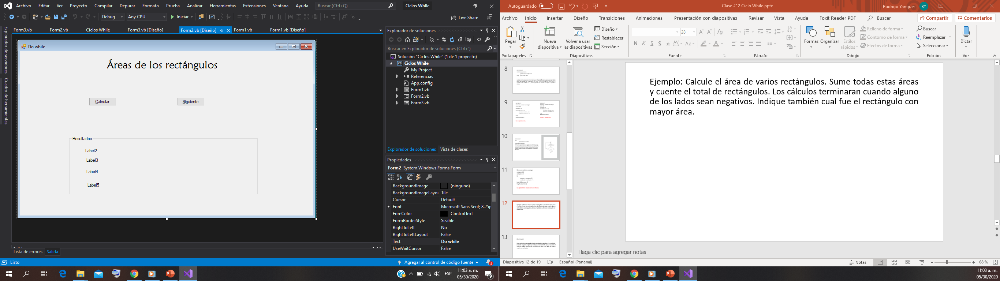 Archivo Editar Ver Proyecto Compilar Depurar Formato Prueba Analizar Herramientas Extensiones Ventana Ayuda Buscar (Ctrl+Q) Ciclos While
Debug Any CPU Iniciar Live Share
Form3.vb Form2.vb Ciclos While Form3.vb [Diseño] Form2.vb [Diseño] Form1.vb Form1.vb [Diseño]
Explorador de servidores
Cuadro de herramientas
Do while
Áreas de los rectángulos
Calcular Siguiente
Resultados
Label2
Label3
Label4
Label5
Explorador de soluciones
Buscar en Explorador de soluciones (Ctrl+´)
Solución "Ciclos While" (1 de 1 proyecto)
Ciclos While
My Project
Referencias
App.config
Form1.vb
Form2.vb
Form3.vb
Explorador de soluciones Vista de clases
Propiedades
Form2 System.Windows.Forms.Form
BackgroundImage (ninguno)
BackgroundImageLayou Tile
Cursor Default
Font Microsoft Sans Serif; 8.25p
ForeColor ControlText
FormBorderStyle Sizable
RightToLeft No
RightToLeftLayout False
Text Do while
UseWaitCursor False
Lista de errores Salida
Listo Agregar al control de código fuente 3
ESP 11:03 a. m.
05/30/2020 9
Autoguardado Clase #12 Ciclo While.pptx Rodrigo Yanguez RY
Archivo Inicio Insertar Diseño Transiciones Animaciones Presentación con diapositivas Revisar Vista Ayuda Foxit Reader PDF Buscar Compartir Comentarios
Pegar
Portapapeles
Nueva diapositiva
Volver a usar las diapositivas
Diseño
Restablecer
Sección
Diapositivas
28
N K S S ab AV Aa A
Fuente
Párrafo
Formas Organizar Estilos rápidos
Relleno de forma
Contorno de forma
Efectos de forma
Dibujo
Buscar
Reemplazar
Seleccionar
Edición
Dictar
Voz
8
9
10
11
12
13
Ejemplo: Calcule el área de varios rectángulos. Sume todas estas áreas
y cuente el total de rectángulos. Los cálculos terminaran cuando alguno
de los lados sean negativos. Indique también cual fue el rectángulo con
mayor área.
Haga clic para agregar notas
Diapositiva 12 de 19 Español (Panamá) Notas 68 %
11:03 a. m.
05/30/2020